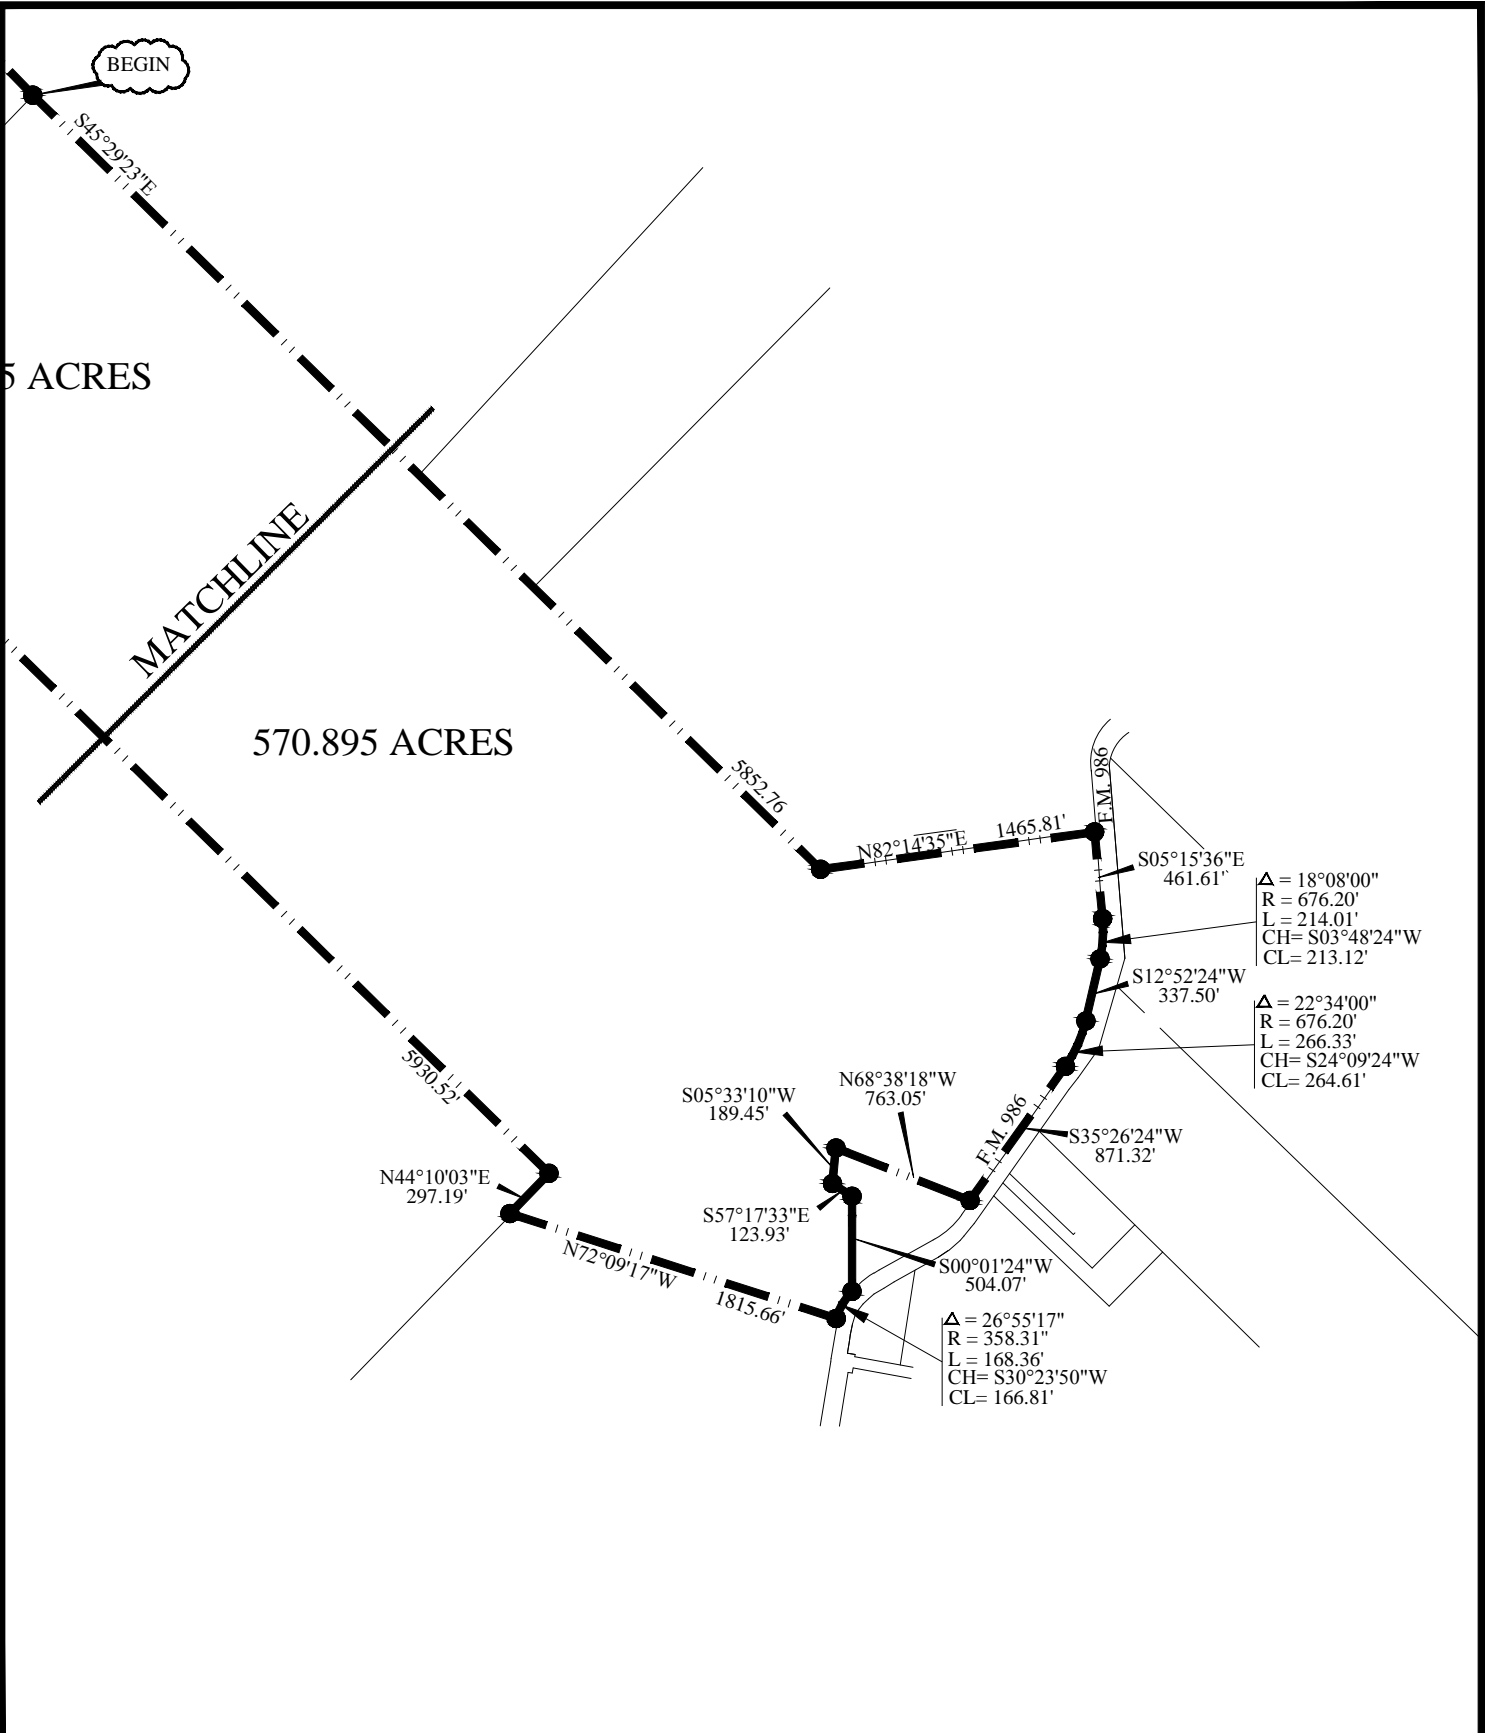 BEGIN
S45°29'23"E
5 ACRES
MATCHLINE
570.895 ACRES
5852.76
N82°14'35"E
1465.81'
F.M. 986
S05°15'36"E
461.61'
Δ = 18°08'00"
R = 676.20'
L = 214.01'
CH= S03°48'24"W
CL= 213.12'
S12°52'24"W
337.50'
Δ = 22°34'00"
R = 676.20'
L = 266.33'
CH= S24°09'24"W
CL= 264.61'
5930.52'
S05°33'10"W
189.45'
N68°38'18"W
763.05'
F.M. 986
S35°26'24"W
871.32'
N44°10'03"E
297.19'
S57°17'33"E
123.93'
N72°09'17"W
1815.66'
S00°01'24"W
504.07'
Δ = 26°55'17"
R = 358.31"
L = 168.36'
CH= S30°23'50"W
CL= 166.81'